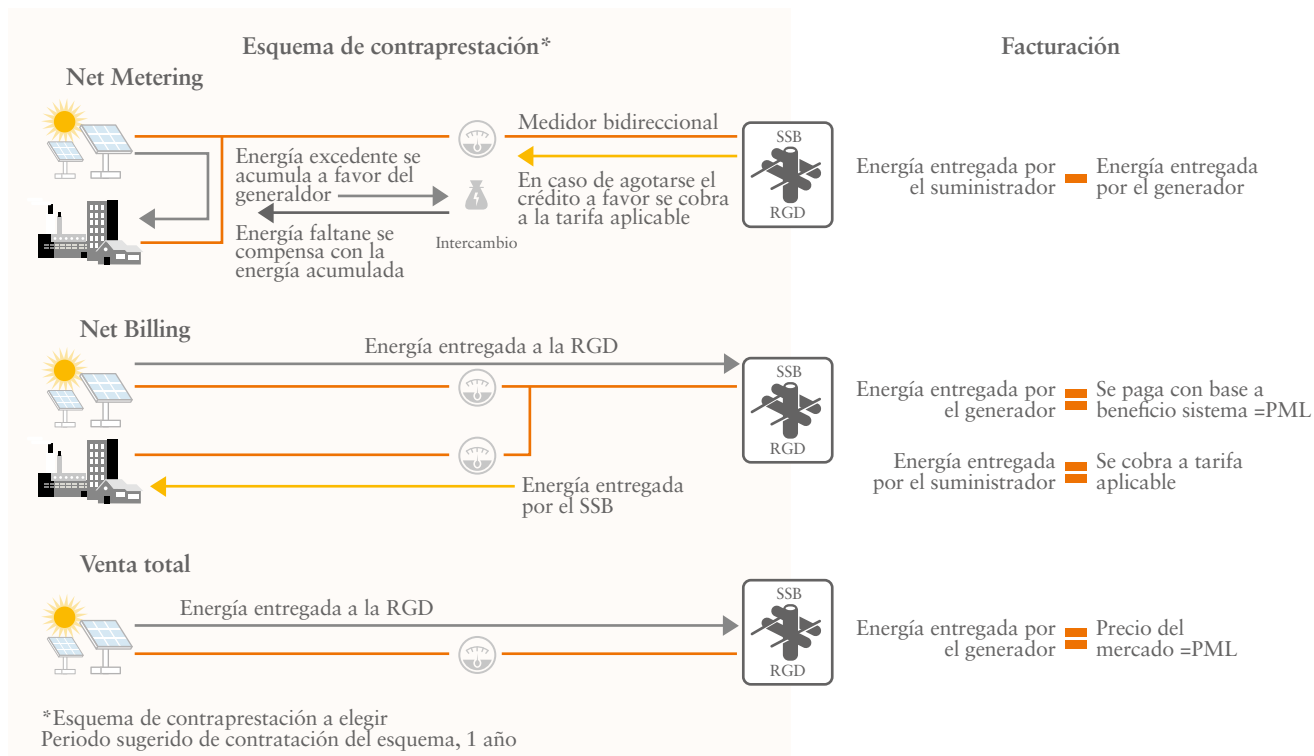 Esquema de contraprestación*
Facturación
Net Metering
Medidor bidireccional
Energía excedente se
acumula a favor del
generaldor
En caso de agotarse el
crédito a favor se cobra
a la tarifa aplicable
Energía faltane se
compensa con la
energía acumulada
Intercambio
SSB
RGD
Energía entregada por
el suministrador
Energía entregada
por el generador
Net Billing
Energía entregada a la RGD
Energía entregada
por el SSB
SSB
RGD
Energía entregada por
el generador
Se paga con base a
beneficio sistema =PML
Energía entregada
por el suministrador
Se cobra a tarifa
aplicable
Venta total
Energía entregada a la RGD
SSB
RGD
Energía entregada por
el generador
Precio del
mercado =PML
*Esquema de contraprestación a elegir
Periodo sugerido de contratación del esquema, 1 año